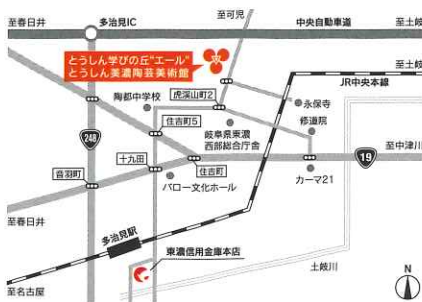 至可児
至春日井
多治見IC
中央自動車道
至土岐
とうしん学びの丘"エール"
とうしん美濃陶芸美術館
至土岐
JR中央本線
陶都中学校
虎渓山町2
永保寺
修道院
248
住吉町5
岐阜県東濃
西部総合庁舎
至中津川
19
十九田
音羽町
住吉町
カーマ21
バロー文化ホール
至春日井
多治見駅
東濃信用金庫本店
土岐川
至名古屋
N